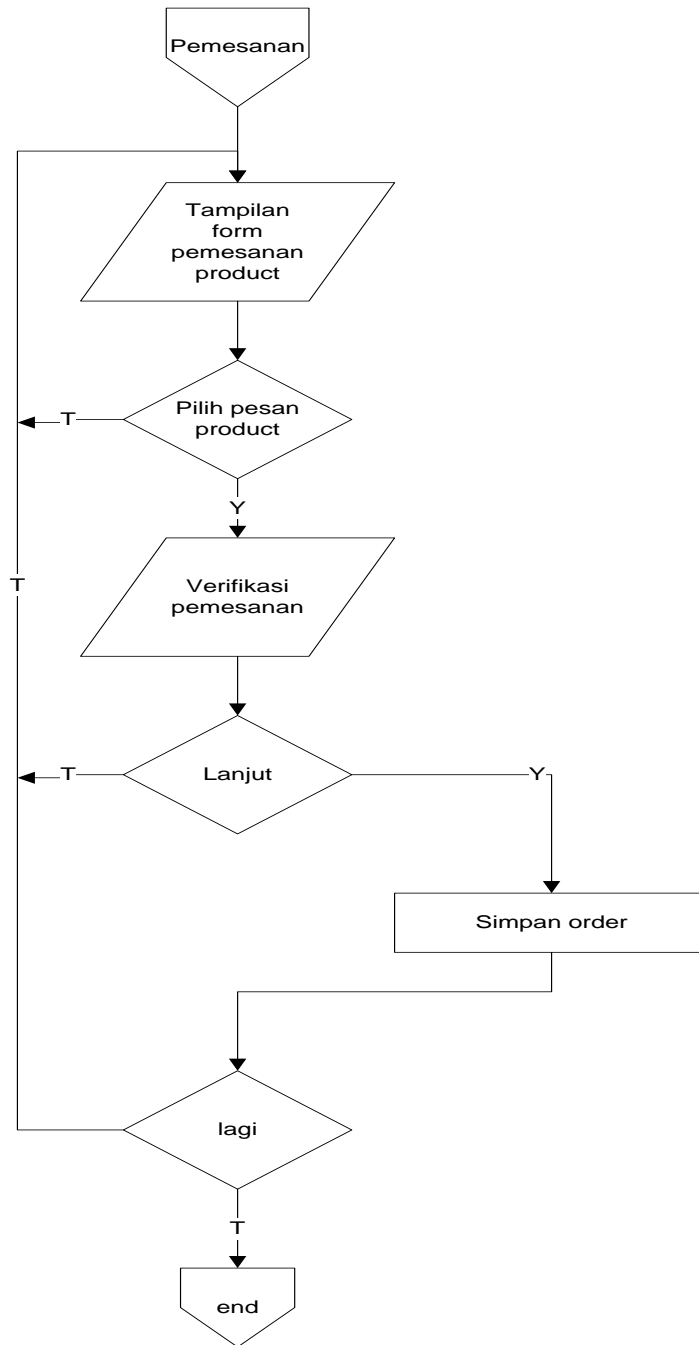 Pemesanan
Tampilan
form
pemesanan
product
Pilih pesan
product
T
Y
T
Verifikasi
pemesanan
Lanjut
T
Y
Simpan order
lagi
T
end